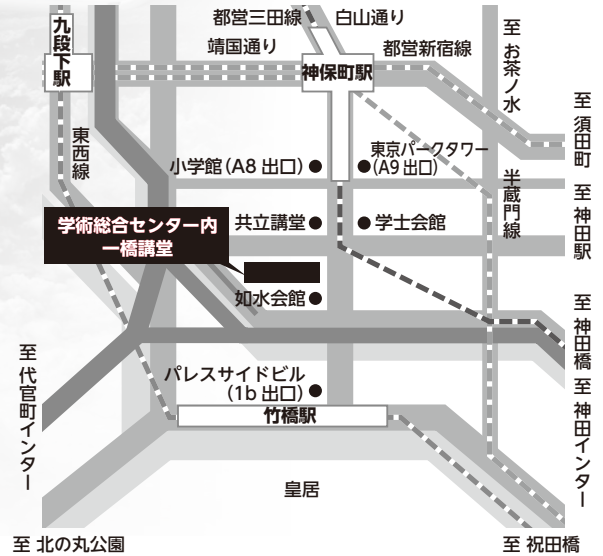 都営三田線
白山通り
九段下駅
靖国通り
都営新宿線
至 お茶ノ水
神保町駅
至 須田町
東西線
小学館(A8 出口)
東京パークタワー
(A9 出口)
半蔵門線
至 神田駅
学術総合センター内
一橋講堂
共立講堂
学士会館
如水会館
至 神田橋
至 代官町インター
パレスサイドビル
(1b 出口)
至 神田インター
竹橋駅
皇居
至 北の丸公園
至 祝田橋